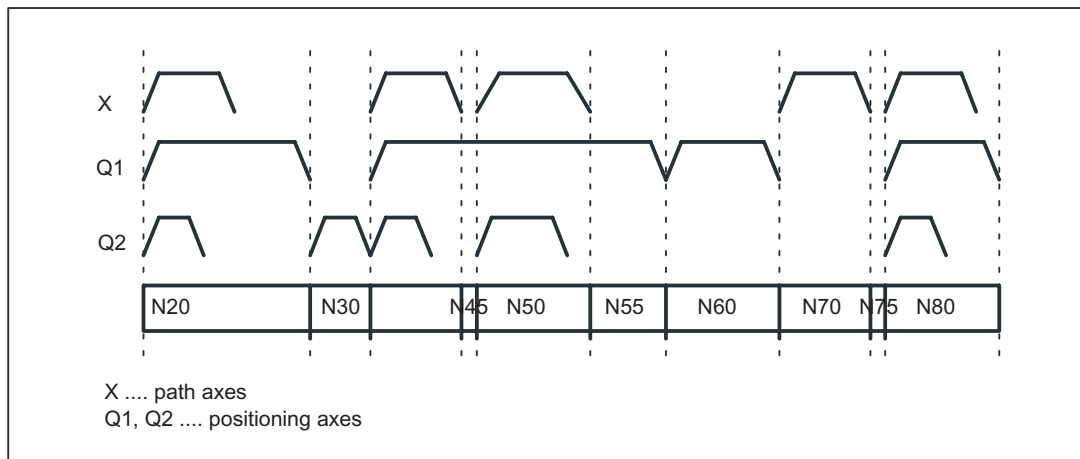 X
Q1
Q2
N20 N30 N45 N50 N55 N60 N70 N75 N80
X .... path axes
Q1, Q2 .... positioning axes